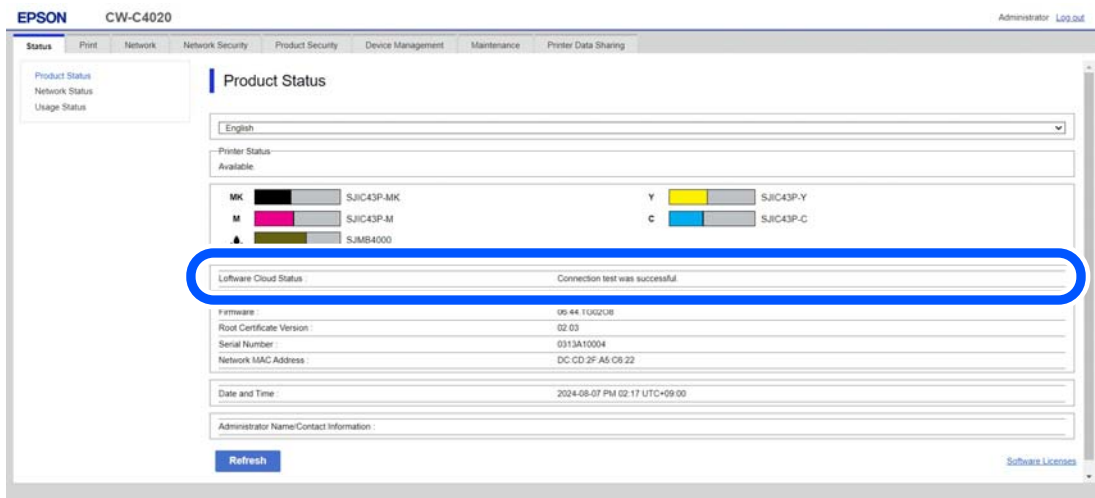 EPSON CW-C4020 Administrator Log out
Status Print Network Network Security Product Security Device Management Maintenance Printer Data Sharing
Product Status
Network Status
Usage Status
Product Status
English
Printer Status
Available
MK SJIC43P-MK Y SJIC43P-Y
M SJIC43P-M C SJIC43P-C
SJMB4000
Loftware Cloud Status : Connection test was successful.
Firmware :
Root Certificate Version : 02.03
Serial Number : 0313A10004
Network MAC Address : DC:CD:2F:A5:C6:22
Date and Time : 2024-08-07 PM 02:17 UTC+09:00
Administrator Name/Contact Information :
Refresh Software Licenses